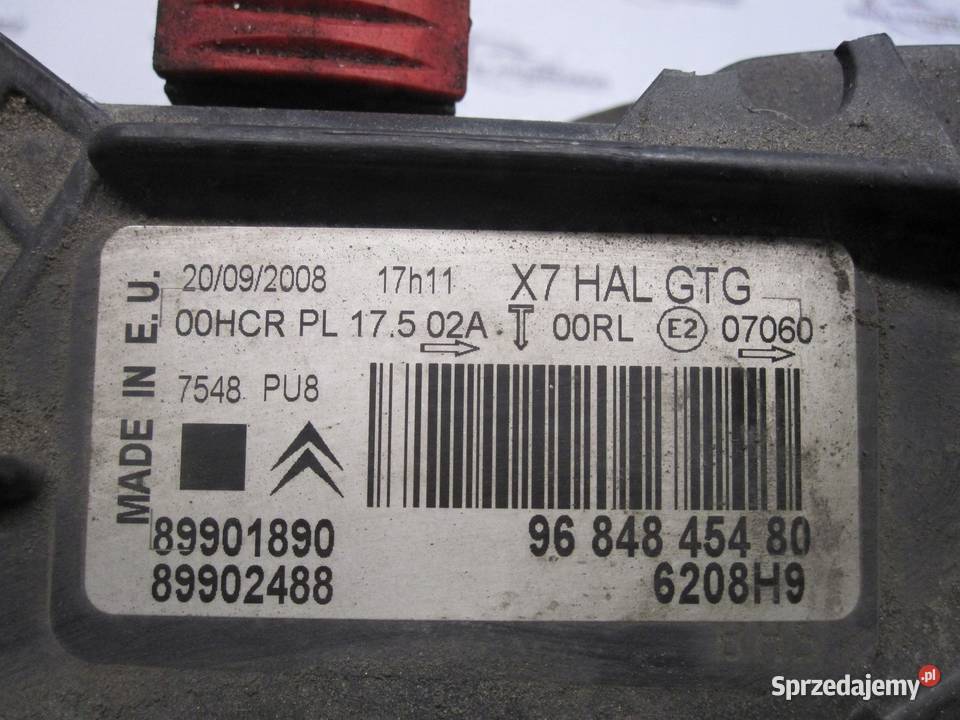 20/09/2008 17h11 X7 HAL GTG
00HCR PL 17.5 02A 00RL E2 07060
7548 PU8
MADE IN E.U.
89901890 96 848 454 80
89902488 6208H9
Sprzedajemy.pl